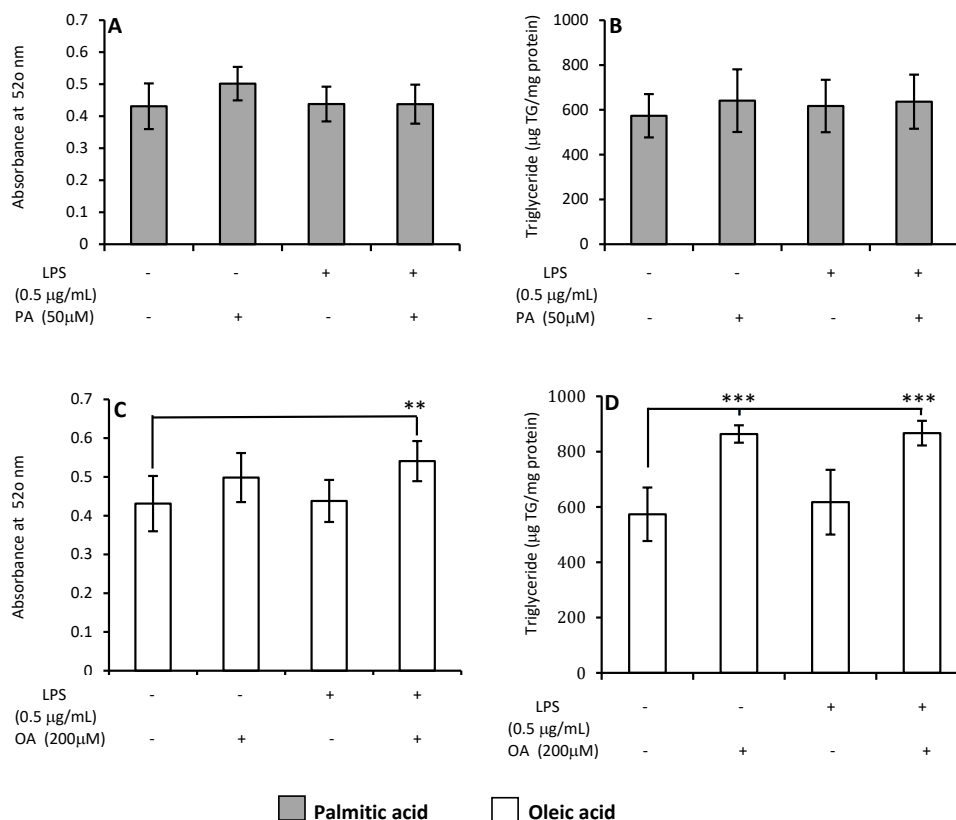 A
Absorbance at 52o nm
0.7
0.6
0.5
0.4
0.3
0.2
0.1
0
LPS - - + +
(0.5 µg/mL)
PA (50µM) - + - +
B
Triglyceride (µg TG/mg protein)
1000
800
600
400
200
0
LPS - - + +
(0.5 µg/mL)
PA (50µM) - + - +
C
**
Absorbance at 52o nm
0.7
0.6
0.5
0.4
0.3
0.2
0.1
0
LPS - - + +
(0.5 µg/mL)
OA (200µM) - + - +
D
*** ***
Triglyceride (µg TG/mg protein)
1000
800
600
400
200
0
LPS - - + +
(0.5 µg/mL)
OA (200µM) - + - +
Palmitic acid Oleic acid